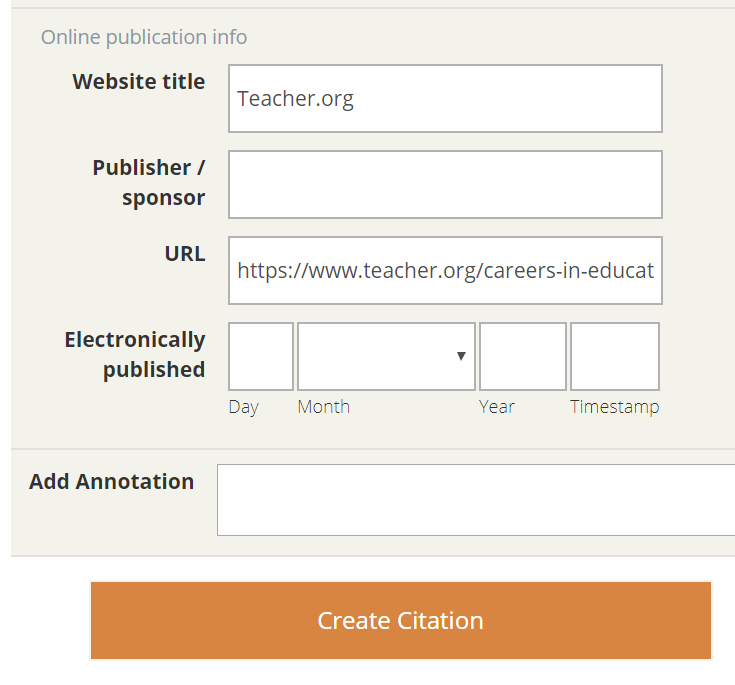 Online publication info
Website title
Teacher.org
Publisher /
sponsor
URL
https://www.teacher.org/careers-in-educat
Electronically
published
Day Month Year Timestamp
Add Annotation
Create Citation